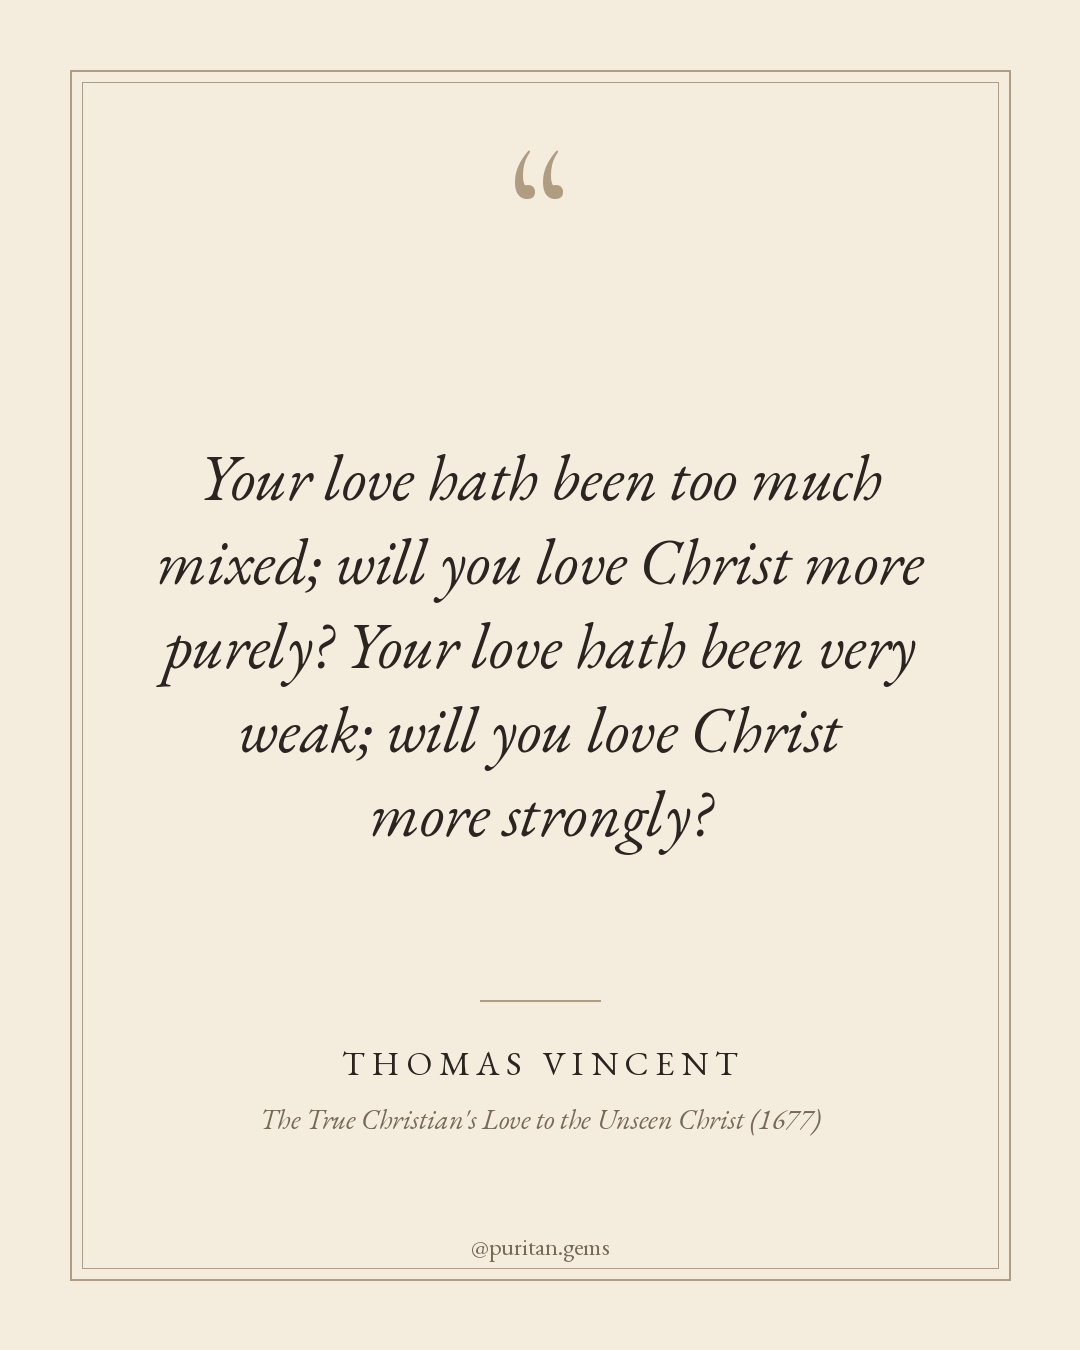 “
Your love hath been too much
mixed; will you love Christ more
purely? Your love hath been very
weak; will you love Christ
more strongly?
THOMAS VINCENT
The True Christian's Love to the Unseen Christ (1677)
@puritan.gems